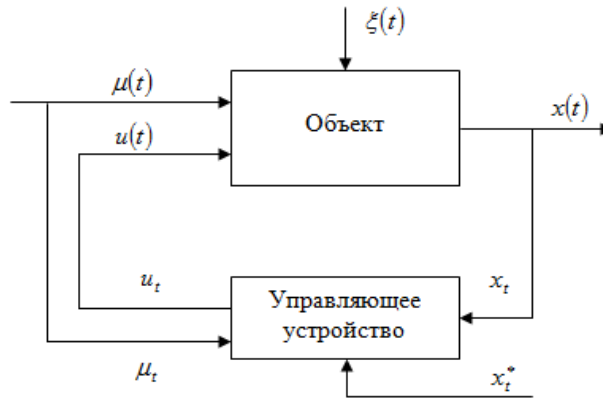 ξ(t)
μ(t)
Объект
x(t)
u(t)
u_t
Управляющее
устройство
x_t
μ_t
x_t^*